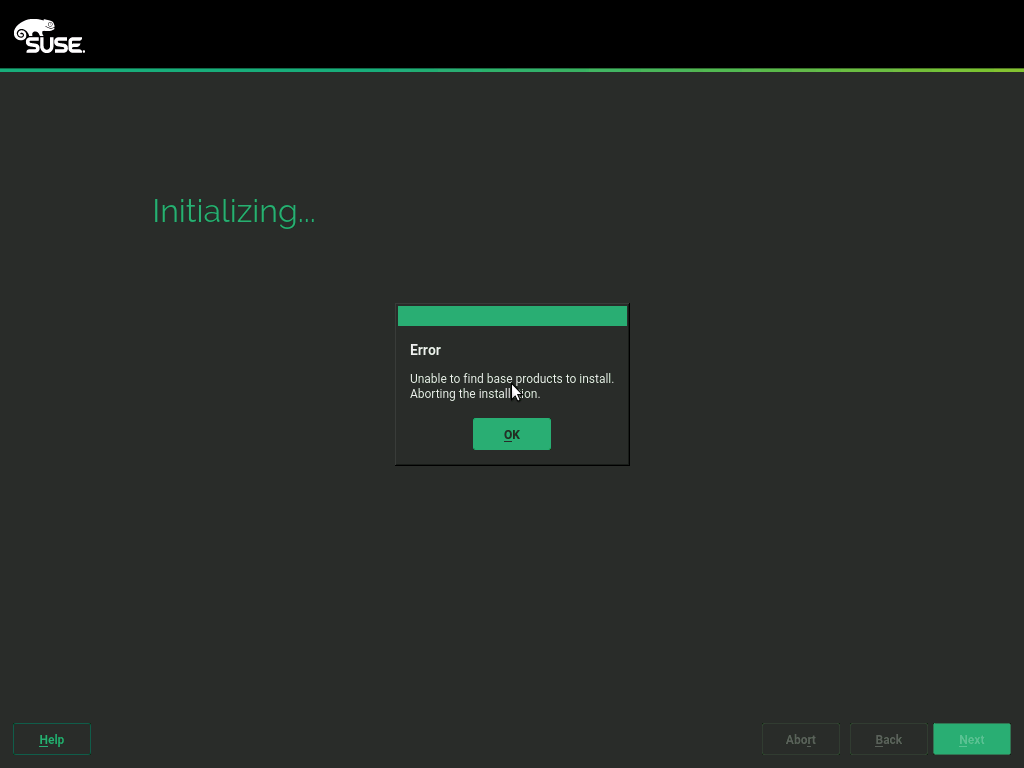 SUSE.
Initializing...
Error
Unable to find base products to install.
Aborting the installation.
OK
Help
Abort
Back
Next